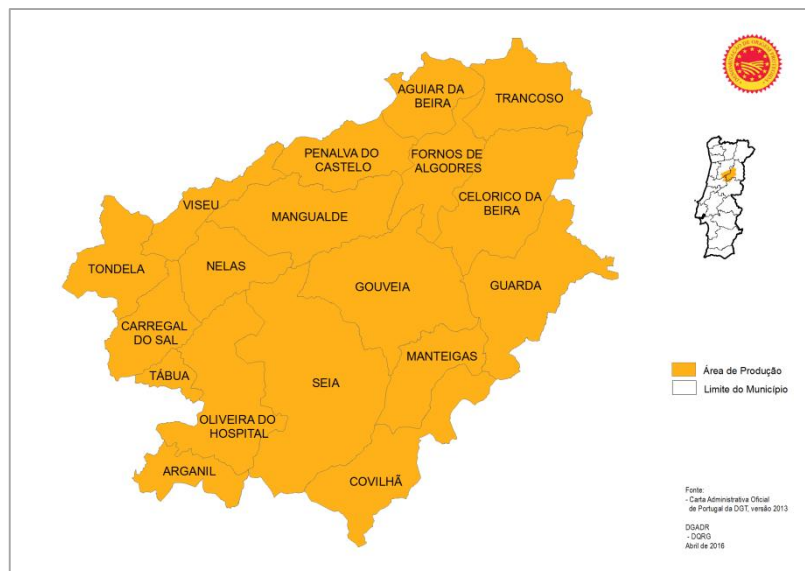 AGUIAR DA
BEIRA
TRANCOSO
PENALVA DO
CASTELO
FORNOS DE
ALGODRES
CELORICO DA
BEIRA
VISEU
MANGUALDE
TONDELA
NELAS
GOUVEIA
GUARDA
CARREGAL
DO SAL
MANTEIGAS
TÁBUA
SEIA
OLIVEIRA DO
HOSPITAL
ARGANIL
COVILHÃ
Área de Produção
Limite do Município
Fonte:
- Carta Administrativa Oficial
de Portugal da DGT, versão 2013
DGADR
- DQRG
Abril de 2016